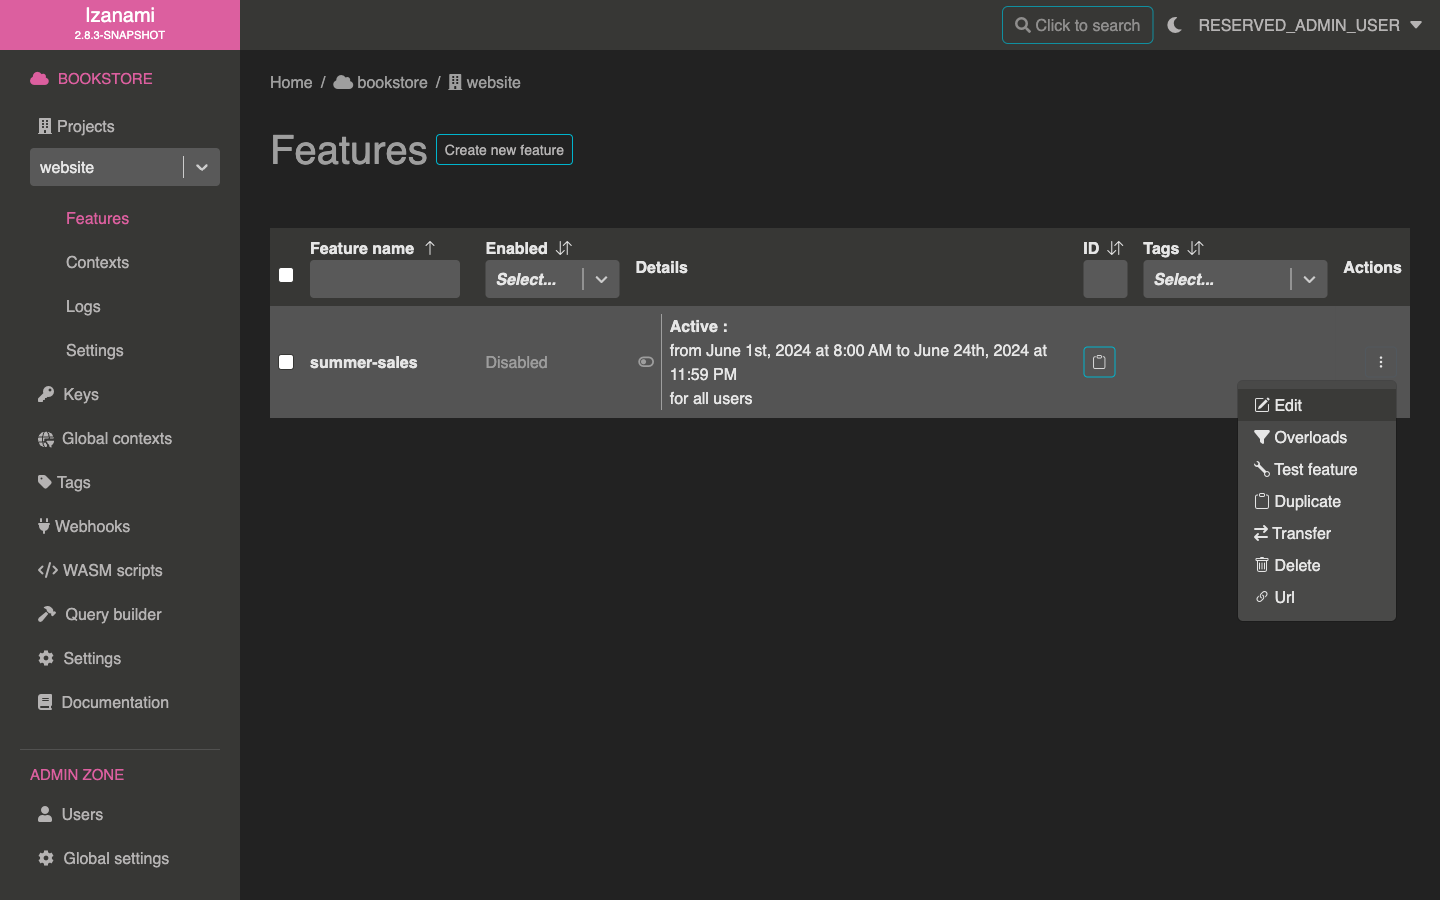 Izanami
2.8.3-SNAPSHOT
Click to search
RESERVED_ADMIN_USER
BOOKSTORE
Projects
website
Features
Contexts
Logs
Settings
Keys
Global contexts
Tags
Webhooks
WASM scripts
Query builder
Settings
Documentation
ADMIN ZONE
Users
Global settings
Home / bookstore / website
Features
Create new feature
Feature name
Enabled
Select...
Details
ID
Tags
Select...
Actions
summer-sales
Disabled
Active :
from June 1st, 2024 at 8:00 AM to June 24th, 2024 at
11:59 PM
for all users
Edit
Overloads
Test feature
Duplicate
Transfer
Delete
Url